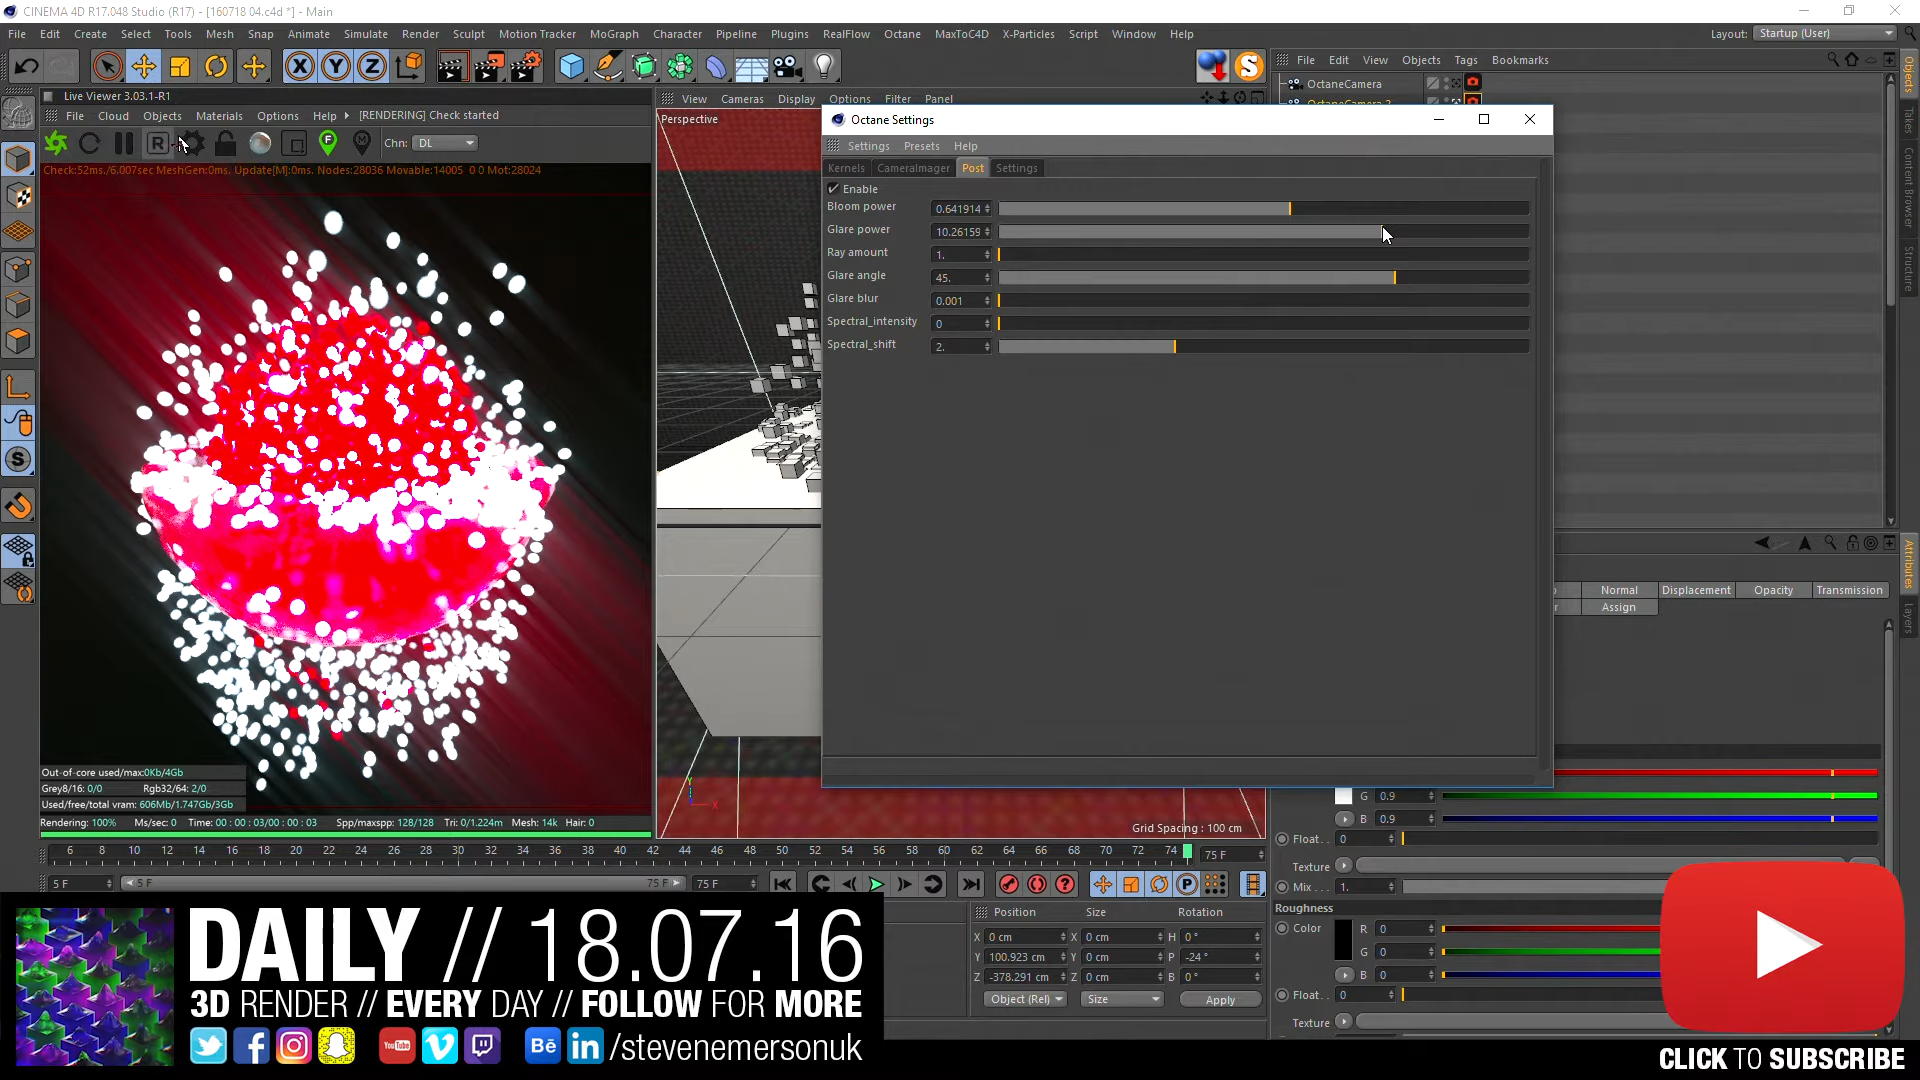 CINEMA 4D R17.048 Studio (R17) - [160718 04.c4d *] - Main
File Edit Create Select Tools Mesh Snap Animate Simulate Render Sculpt Motion Tracker MoGraph Character Pipeline Plugins RealFlow Octane MaxToC4D X-Particles Script Window Help
Layout: Startup (User)
File Edit View Objects Tags Bookmarks
OctaneCamera
Live Viewer 3.03.1-R1
File Cloud Objects Materials Options Help [RENDERING] Check started
Chn: DL
Check:52ms./6.007sec MeshGen:0ms. Update[M]:0ms. Nodes:28036 Movable:14005 0 0 Mot:28024
View Cameras Display Options Filter Panel
Perspective
Octane Settings
Settings Presets Help
Kernels CameraImager Post Settings
Enable
Bloom power 0.641914
Glare power 10.26159
Ray amount 1.
Glare angle 45.
Glare blur 0.001
Spectral_intensity 0
Spectral_shift 2.
Objects
Takes
Content Browser
Structure
Attributes
Layers
Normal Displacement Opacity Transmission
Assign
Out-of-core used/max:0Kb/4Gb
Grey8/16: 0/0 Rgb32/64: 2/0
Used/free/total vram: 606Mb/1.747Gb/3Gb
Rendering: 100% Ms/sec: 0 Time: 00 : 00 : 03/00 : 00 : 03 Spp/maxspp: 128/128 Tri: 0/1.224m Mesh: 14k Hair: 0
Grid Spacing : 100 cm
G 0.9
B 0.9
Float. . 0
Texture
Mix . . . 1.
Roughness
Color R 0
G 0
B 0
Float. . 0
Texture
6 8 10 12 14 16 18 20 22 24 26 28 30 32 34 36 38 40 42 44 46 48 50 52 54 56 58 60 62 64 66 68 70 72 74 75 F
5 F 5 F 75 F 75 F
Position Size Rotation
X 0 cm X 0 cm H 0 °
Y 100.923 cm Y 0 cm P -24 °
Z -378.291 cm Z 0 cm B 0 °
Object (Rel) Size Apply
DAILY // 18.07.16
3D RENDER // EVERY DAY // FOLLOW FOR MORE
You Tube Bē in /stevenemersonuk
CLICK TO SUBSCRIBE